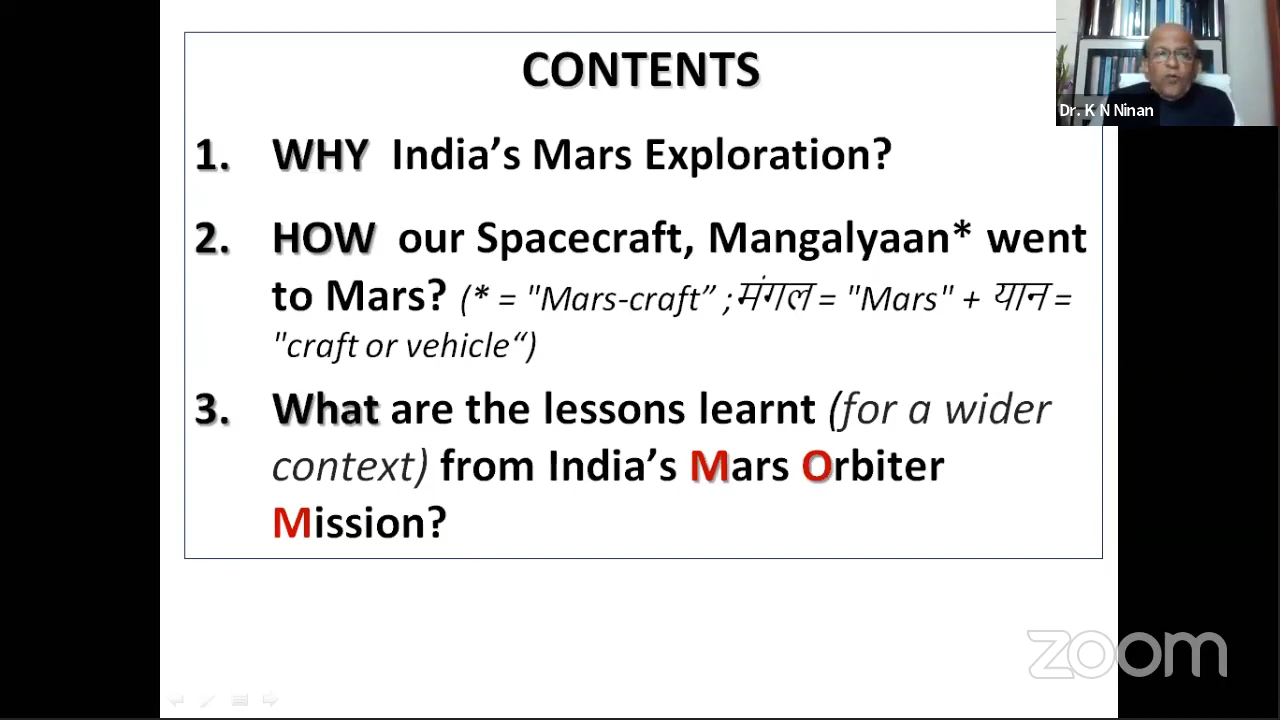 CONTENTS
Dr. K N Ninan
1. WHY India’s Mars Exploration?
2. HOW our Spacecraft, Mangalyaan* went
to Mars? (* = "Mars-craft” ;मंगल = "Mars" + यान =
"craft or vehicle“)
3. What are the lessons learnt (for a wider
context) from India’s Mars Orbiter
Mission?
zoom